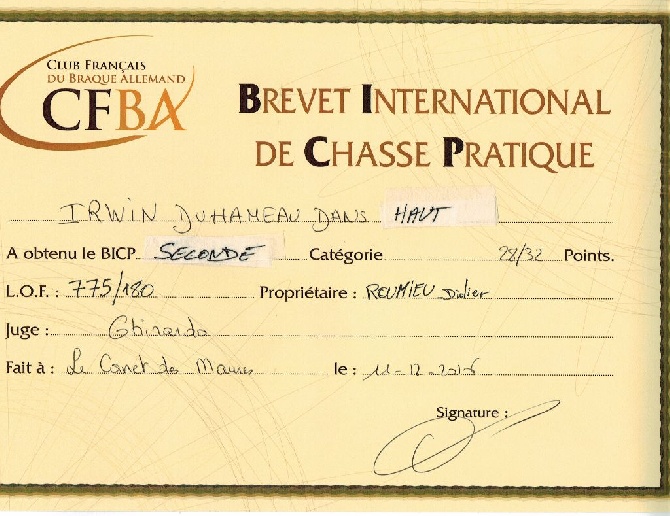 CLUB FRANÇAIS
DU BRAQUE ALLEMAND
CFBA
BREVET INTERNATIONAL
DE CHASSE PRATIQUE
IRWIN DUHAMEAU DANS HAUT
A obtenu le BICP SECONDE Catégorie 28/32 Points.
L.O.F. : 775/180 Propriétaire : ROUMIEU Didier
Juge : Ghirardo
Fait à : Le Canet des Maures le : 11-12-2016
Signature :